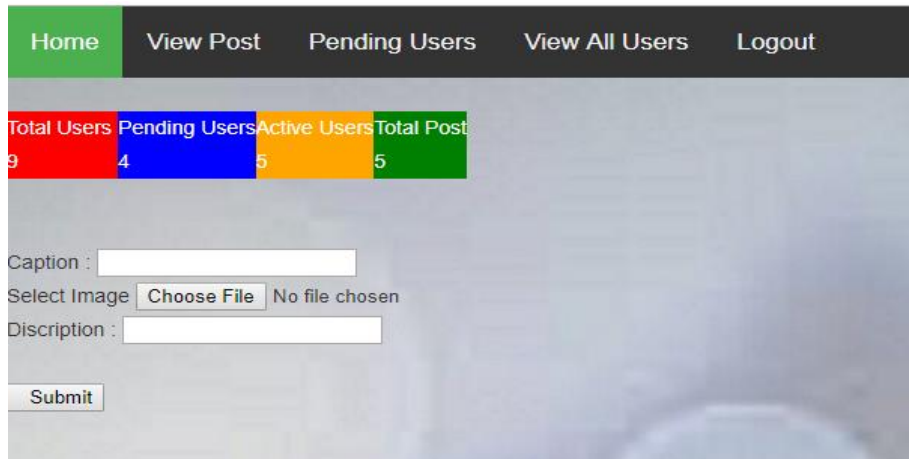 Home View Post Pending Users View All Users Logout
Total Users Pending Users Active Users Total Post
9 4 5 5
Caption :
Select Image Choose File No file chosen
Discription :
Submit